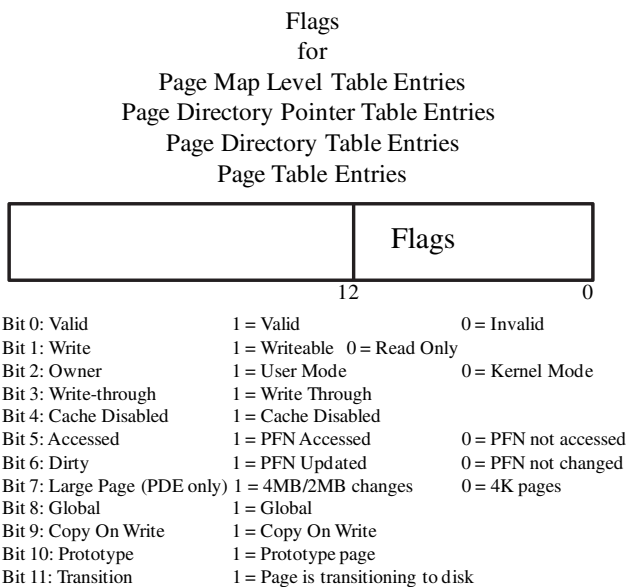 Flags
for
Page Map Level Table Entries
Page Directory Pointer Table Entries
Page Directory Table Entries
Page Table Entries
Flags
12 0
Bit 0: Valid 1 = Valid 0 = Invalid
Bit 1: Write 1 = Writeable 0 = Read Only
Bit 2: Owner 1 = User Mode 0 = Kernel Mode
Bit 3: Write-through 1 = Write Through
Bit 4: Cache Disabled 1 = Cache Disabled
Bit 5: Accessed 1 = PFN Accessed 0 = PFN not accessed
Bit 6: Dirty 1 = PFN Updated 0 = PFN not changed
Bit 7: Large Page (PDE only) 1 = 4MB/2MB changes 0 = 4K pages
Bit 8: Global 1 = Global
Bit 9: Copy On Write 1 = Copy On Write
Bit 10: Prototype 1 = Prototype page
Bit 11: Transition 1 = Page is transitioning to disk